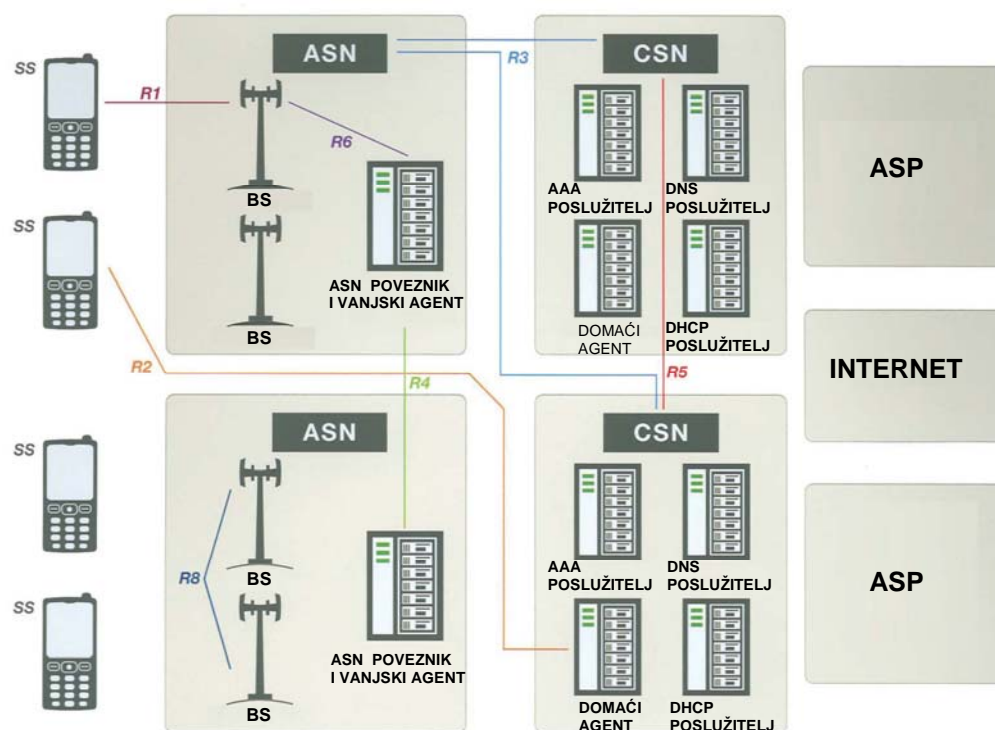 ASN
CSN
SS
R1
R3
R6
BS
AAA
POSLUŽITELJ
DNS
POSLUŽITELJ
ASP
SS
ASN POVEZNIK
I VANJSKI AGENT
BS
DOMAĆI
AGENT
DHCP
POSLUŽITELJ
R2
R4
R5
INTERNET
ASN
CSN
SS
R8
BS
AAA
POSLUŽITELJ
DNS
POSLUŽITELJ
ASP
SS
ASN POVEZNIK
I VANJSKI AGENT
BS
DOMAĆI
AGENT
DHCP
POSLUŽITELJ